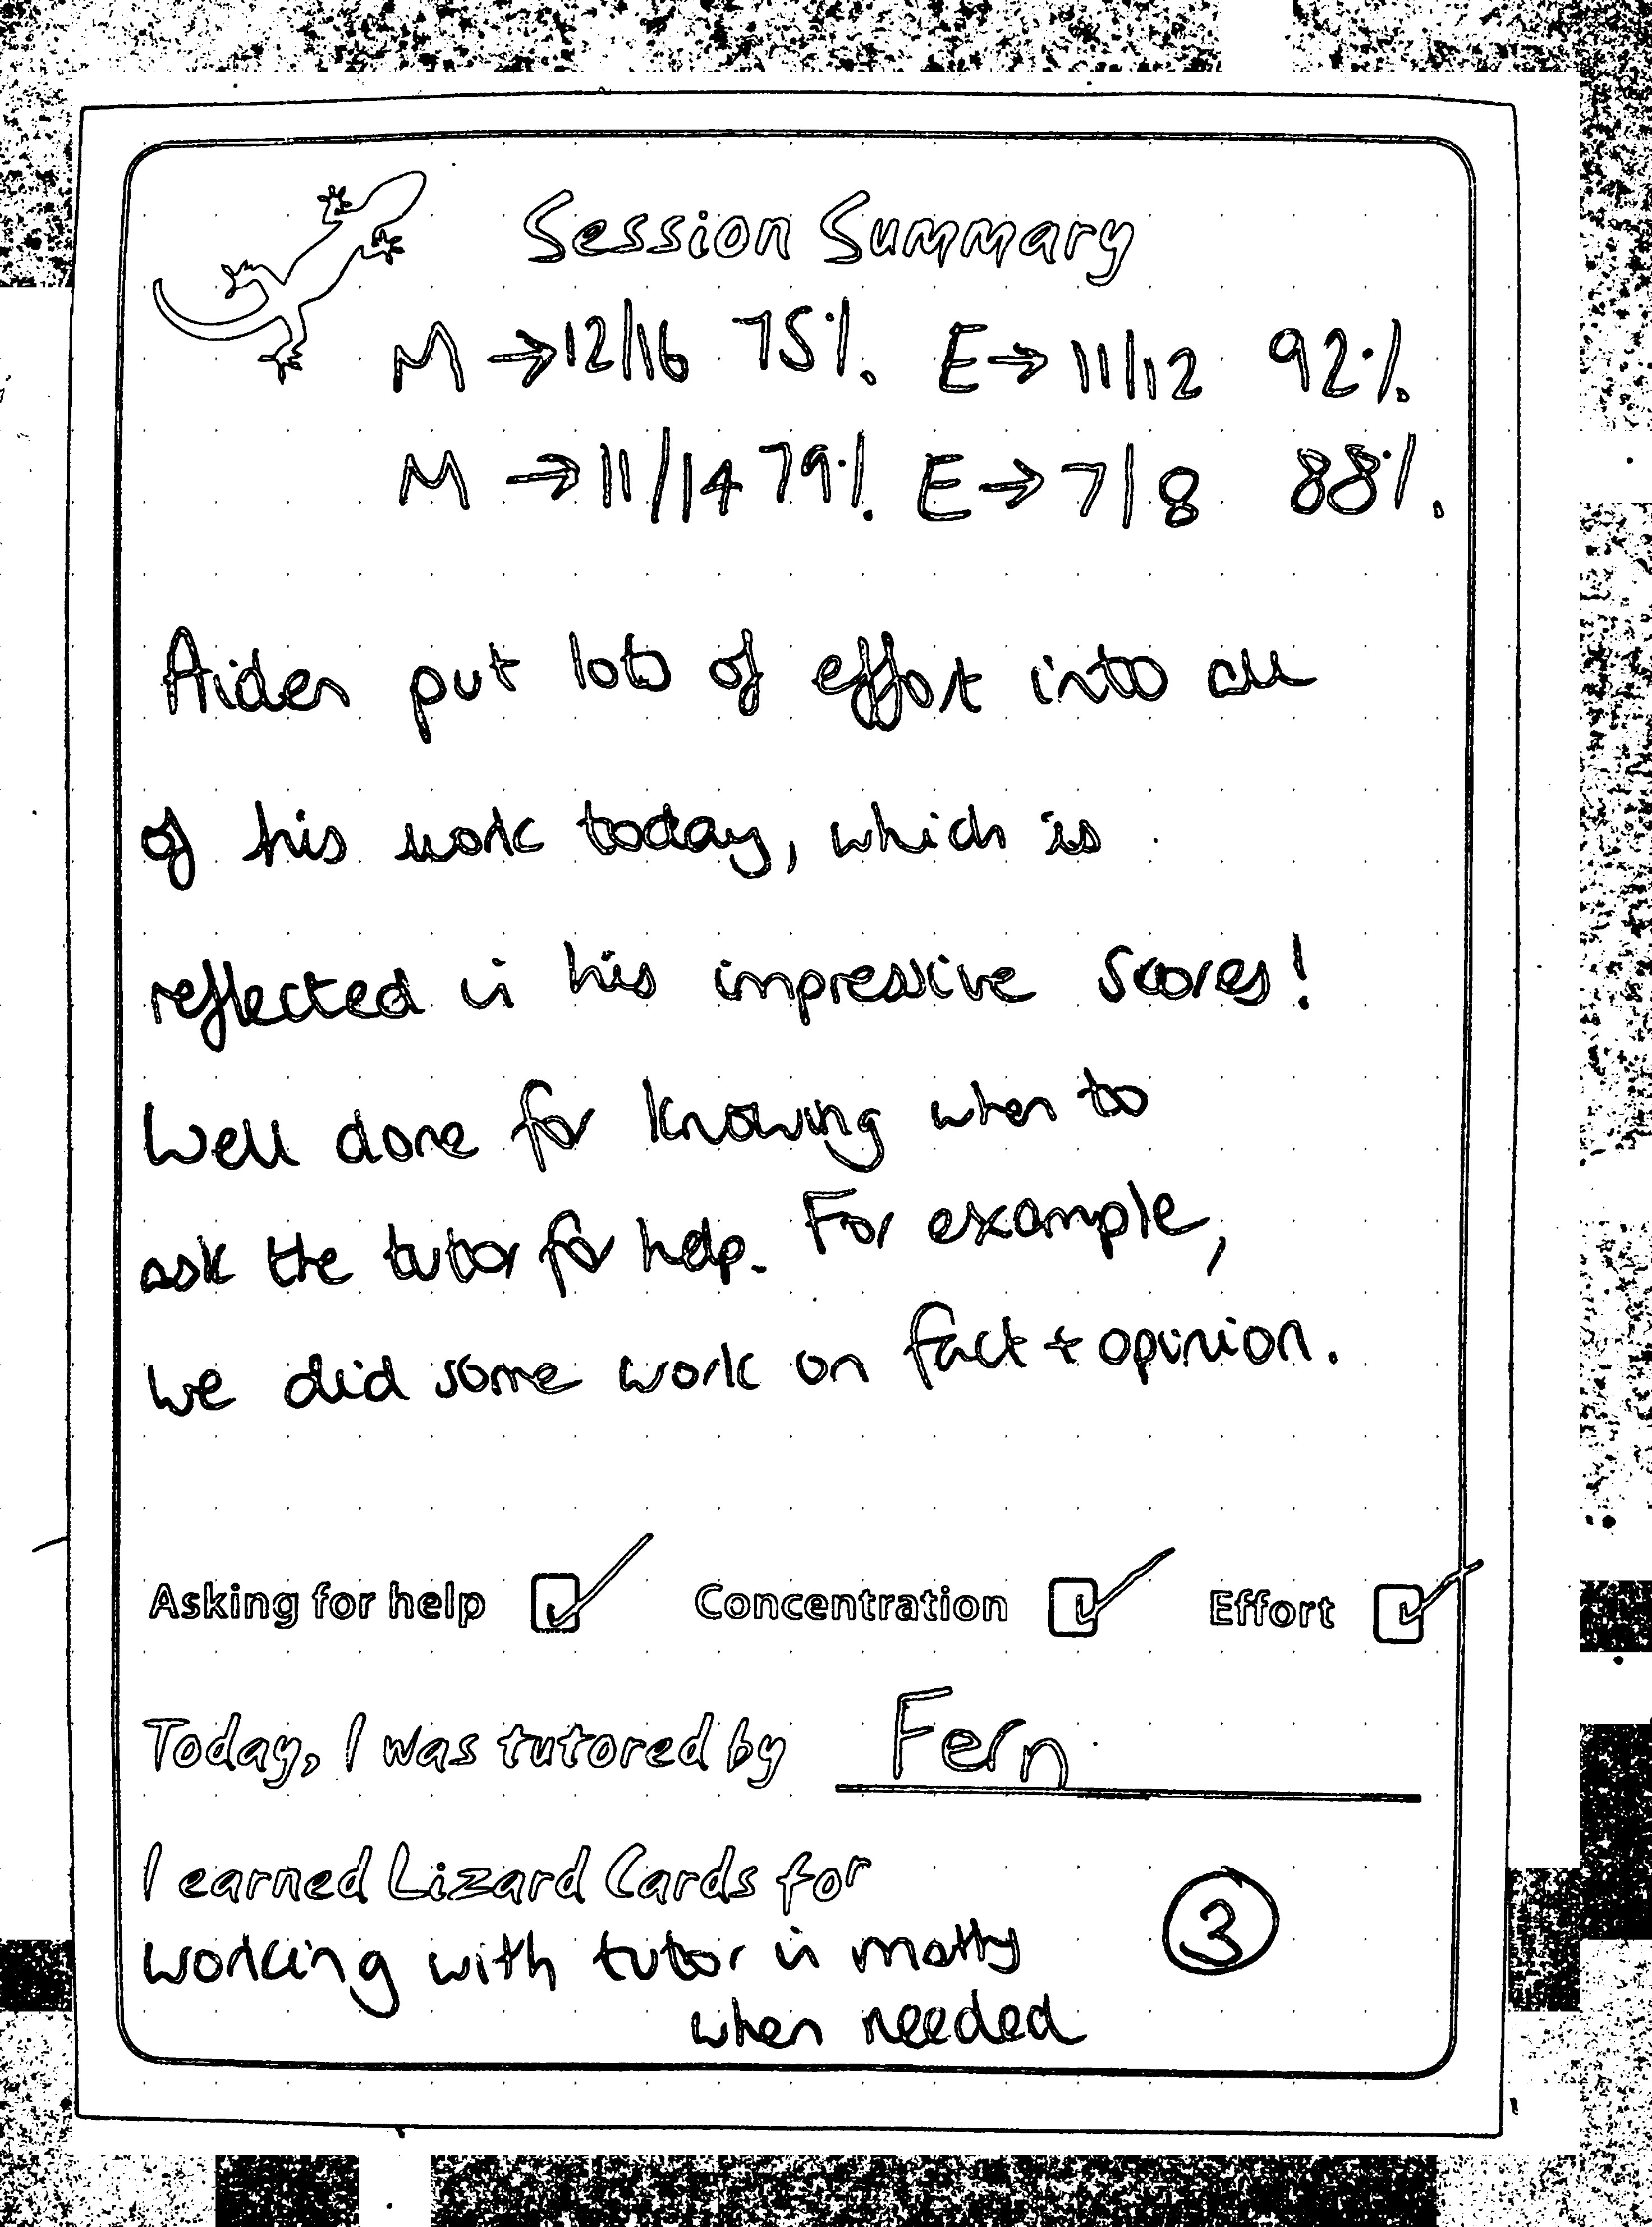 Session Summary
M → 12/16 75% E → 11/12 92%
M → 11/14 79% E → 7/8 88%
Aiden put lots of effort into all
of his work today, which is
reflected in his impressive scores!
Well done for knowing when to
ask the tutor for help. For example,
we did some work on fact + opinion.
Asking for help Concentration Effort
Today, I was tutored by Fern
I earned Lizard Cards for
working with tutor in maths 3
when needed